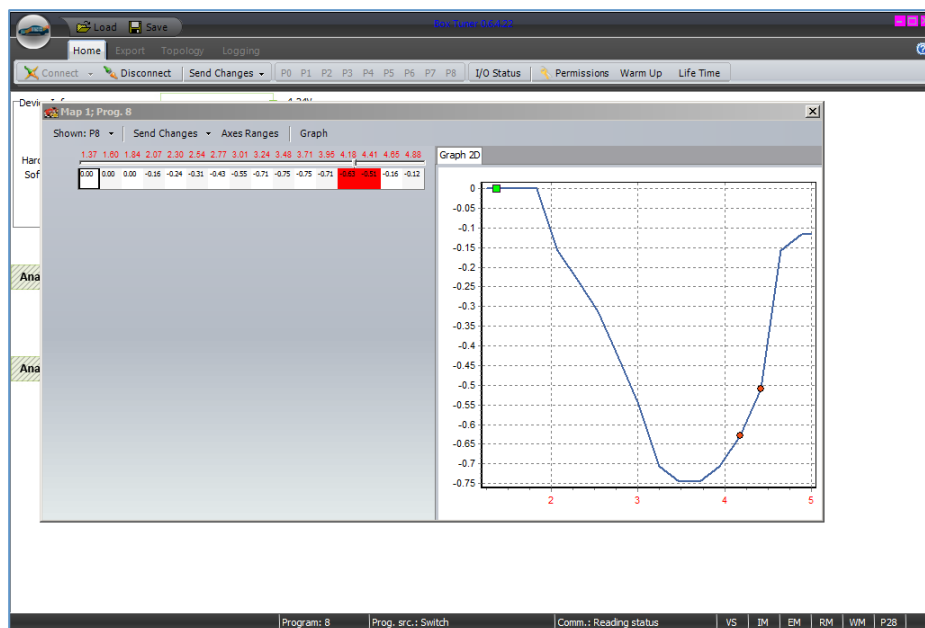 Load Save Box Tuner 0.6.4.22
Home Export Topology Logging
Connect Disconnect Send Changes P0 P1 P2 P3 P4 P5 P6 P7 P8 I/O Status Permissions Warm Up Life Time
Map 1; Prog. 8
Shown: P8 Send Changes Axes Ranges Graph
Hard
Sof
1.37 1.60 1.84 2.07 2.30 2.54 2.77 3.01 3.24 3.48 3.71 3.95 4.18 4.41 4.65 4.88
0.00 0.00 0.00 -0.16 -0.24 -0.31 -0.43 -0.55 -0.71 -0.75 -0.75 -0.71 -0.63 -0.51 -0.16 -0.12
Graph 2D
0
-0.05
-0.1
-0.15
-0.2
-0.25
-0.3
-0.35
-0.4
-0.45
-0.5
-0.55
-0.6
-0.65
-0.7
-0.75
2 3 4 5
Ana
Ana
Program: 8 Prog. src.: Switch Comm.: Reading status VS IM EM RM WM P28